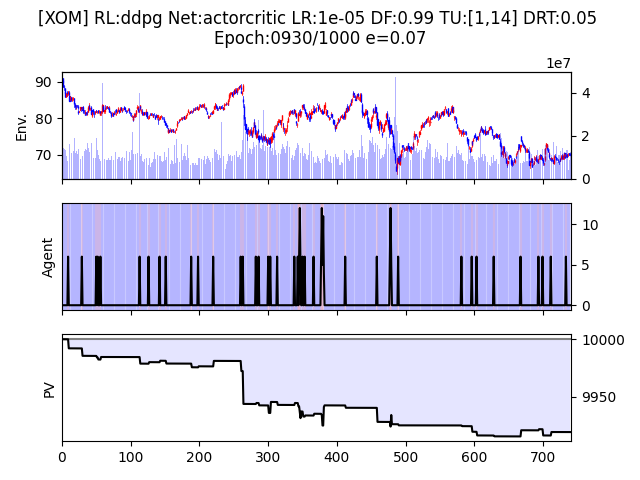 [XOM] RL:ddpg Net:actorcritic LR:1e-05 DF:0.99 TU:[1,14] DRT:0.05
Epoch:0930/1000 e=0.07
1e7
Env.
90
80
70
4
2
0
Agent
10
5
0
PV
10000
9950
0 100 200 300 400 500 600 700